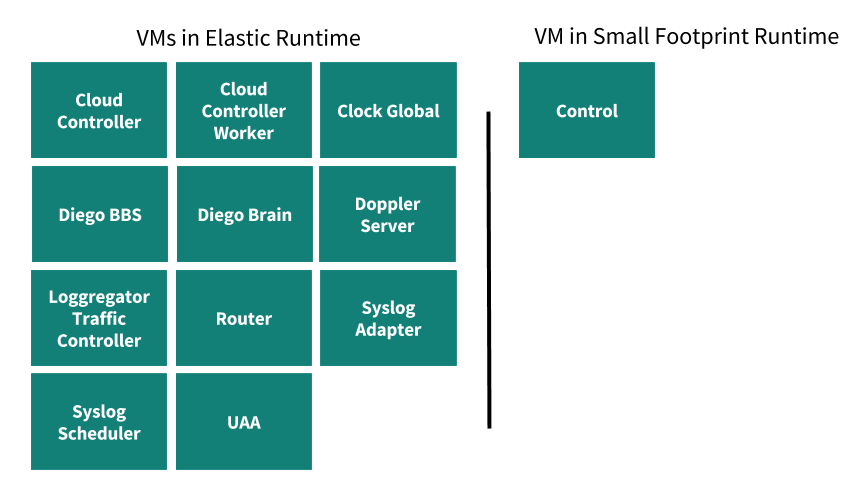 VMs in Elastic Runtime
VM in Small Footprint Runtime
Cloud
Controller
Cloud
Controller
Worker
Clock Global
Control
Diego BBS
Diego Brain
Doppler
Server
Loggregator
Traffic
Controller
Router
Syslog
Adapter
Syslog
Scheduler
UAA